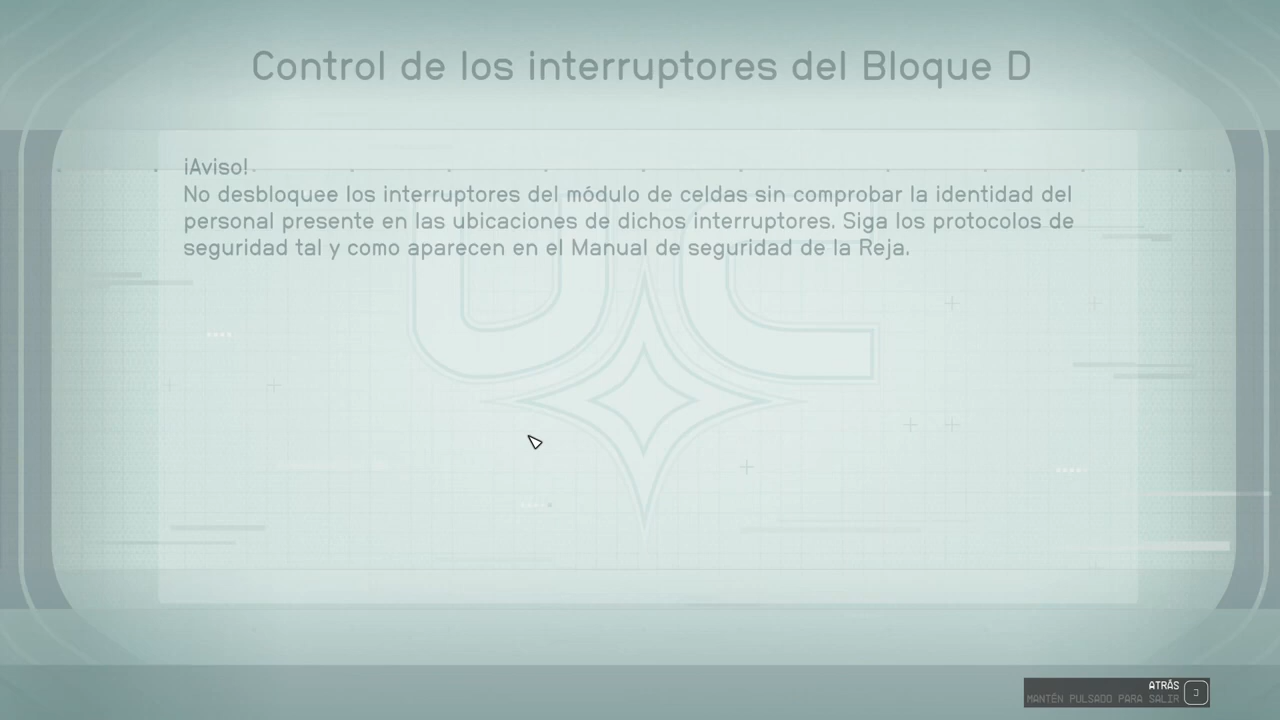 Control de los interruptores del Bloque D
¡Aviso!
No desbloquee los interruptores del módulo de celdas sin comprobar la identidad del
personal presente en las ubicaciones de dichos interruptores. Siga los protocolos de
seguridad tal y como aparecen en el Manual de seguridad de la Reja.
UC
ATRÁS
MANTÉN PULSADO PARA SALIR